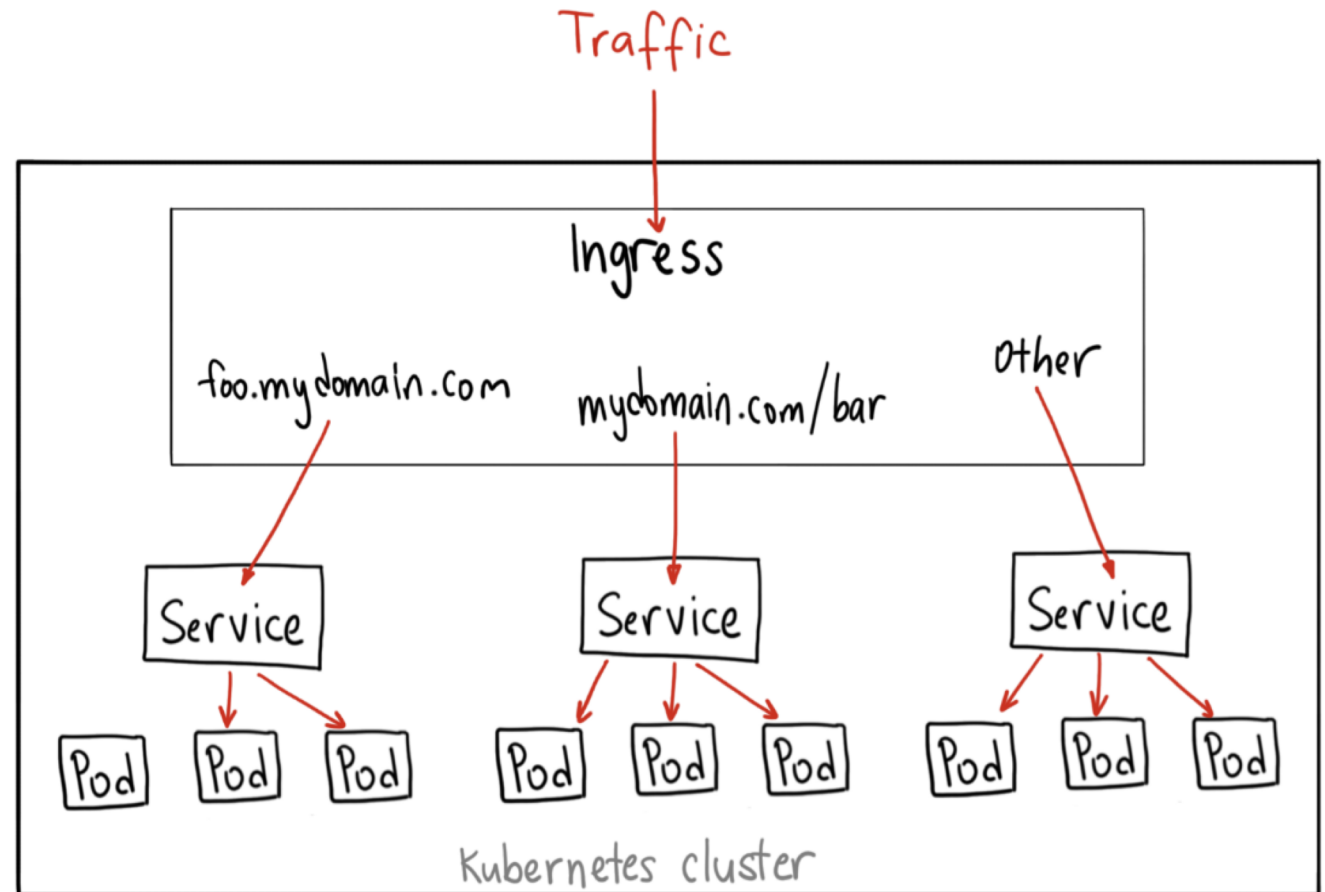 Traffic
Ingress
foo.mydomain.com
mydomain.com/bar
Other
Service
Service
Service
Pod
Pod
Pod
Pod
Pod
Pod
Pod
Pod
Pod
Kubernetes cluster